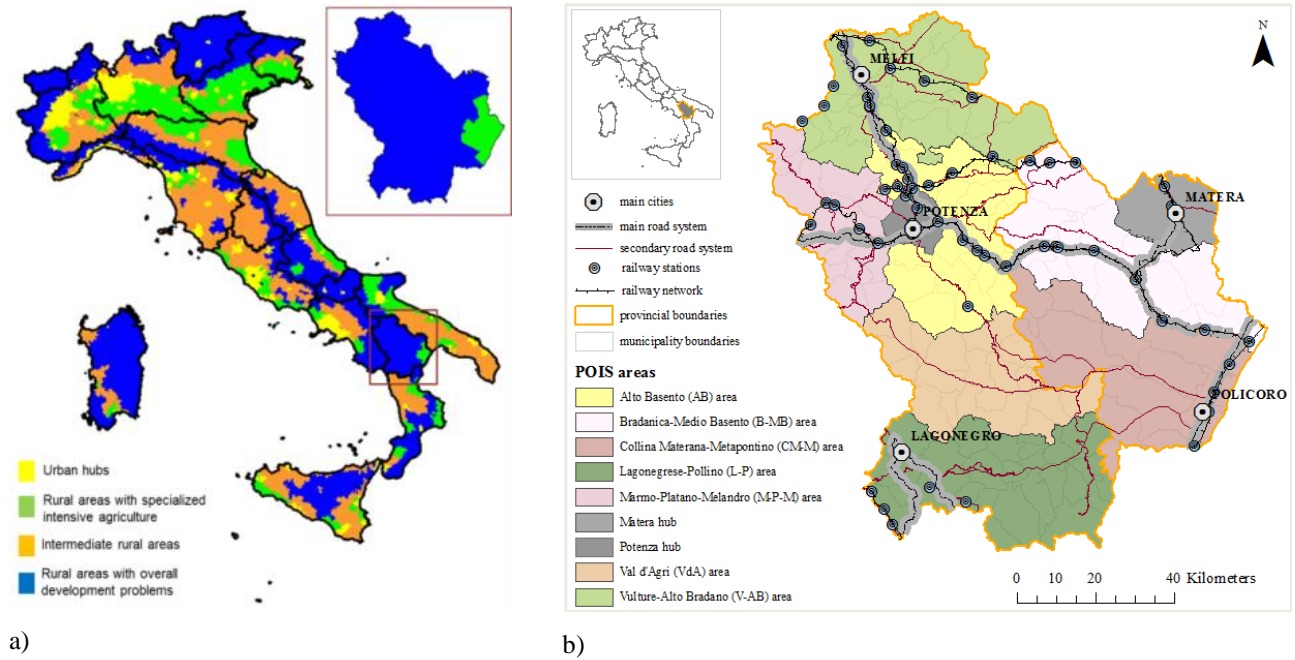 Urban hubs
Rural areas with specialized
intensive agriculture
Intermediate rural areas
Rural areas with overall
development problems
a)
main cities
main road system
secondary road system
railway stations
railway network
provincial boundaries
municipality boundaries
POIS areas
Alto Basento (AB) area
Bradanica-Medio Basento (B-MB) area
Collina Materana-Metapontino (CM-M) area
Lagonegrese-Pollino (L-P) area
Marmo-Platano-Melandro (M-P-M) area
Matera hub
Potenza hub
Val d'Agri (VdA) area
Vulture-Alto Bradano (V-AB) area
N
MELFI
MATERA
POTENZA
POLICORO
LAGONEGRO
0 10 20 40 Kilometers
b)